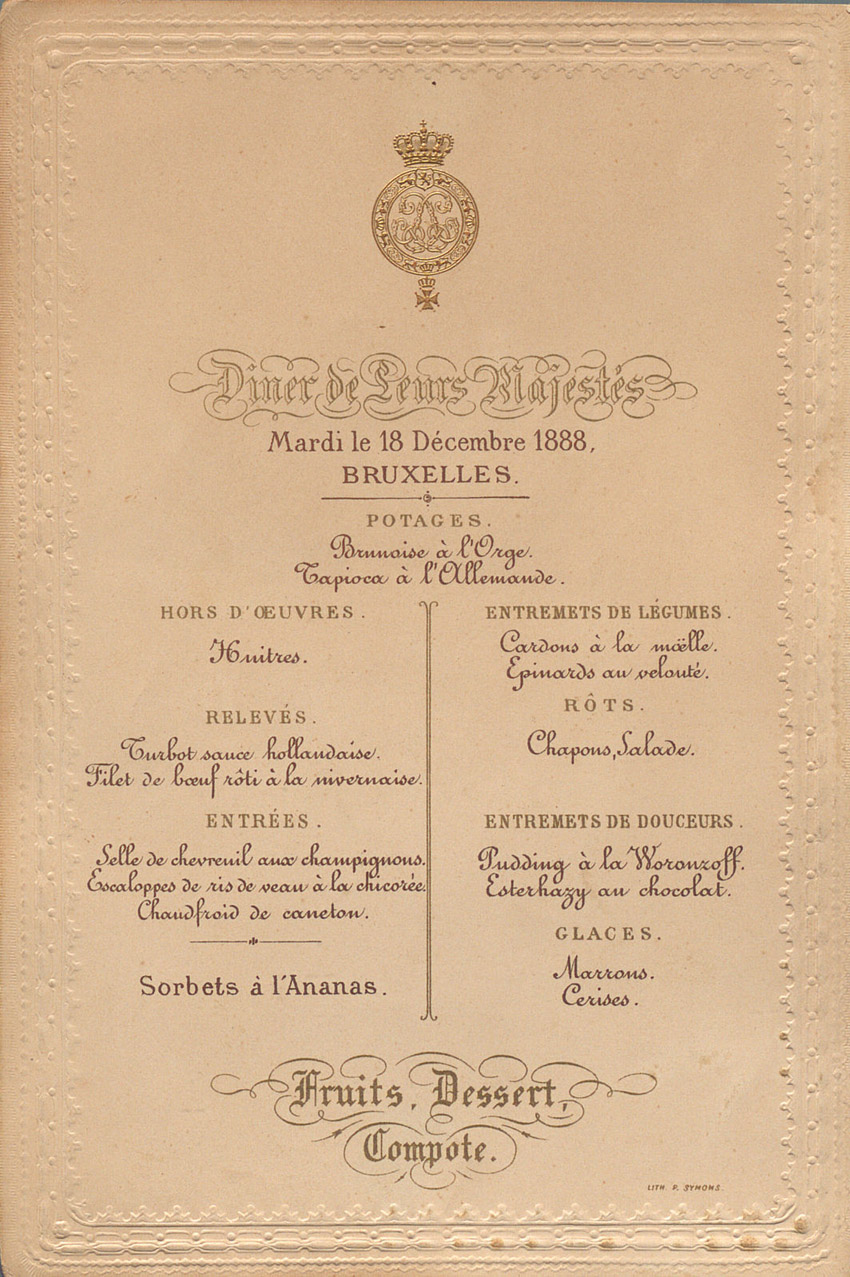 Diner de Leurs Majestés
Mardi le 18 Décembre 1888,
BRUXELLES.
POTAGES.
Brunoise à l'Orge.
Tapioca à l'Allemande.
HORS D'ŒUVRES.
Huitres.
RELEVÉS.
Turbot sauce hollandaise.
Filet de bœuf rôti à la nivernaise.
ENTRÉES.
Selle de chevreuil aux champignons.
Escaloppes de ris de veau à la chicorée.
Chaudfroid de caneton.
Sorbets à l'Ananas.
ENTREMETS DE LÉGUMES.
Cardons à la mœlle.
Epinards au velouté.
RÔTS.
Chapons, Salade.
ENTREMETS DE DOUCEURS.
Pudding à la Woronzoff.
Esterhazy au chocolat.
GLACES.
Marrons.
Cerises.
Fruits, Dessert,
Compote.
LITH. P. SYMONS.